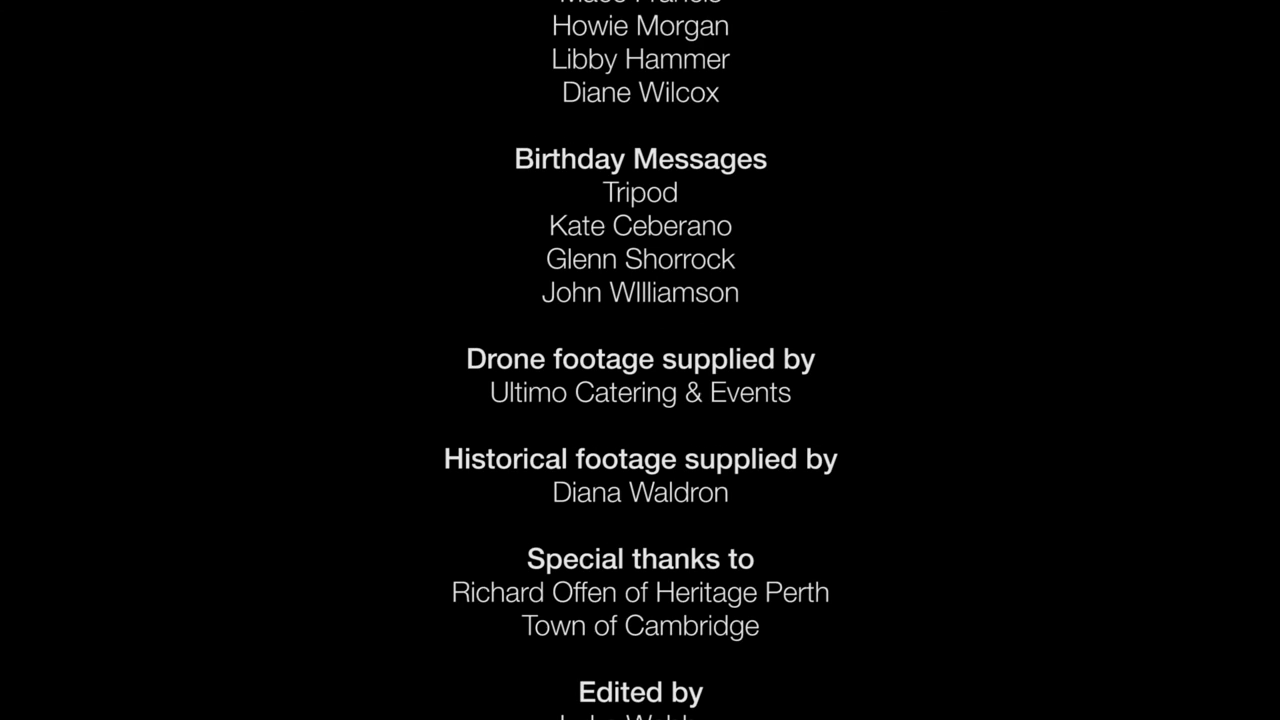 Howie Morgan
Libby Hammer
Diane Wilcox
Birthday Messages
Tripod
Kate Ceberano
Glenn Shorrock
John WIlliamson
Drone footage supplied by
Ultimo Catering & Events
Historical footage supplied by
Diana Waldron
Special thanks to
Richard Offen of Heritage Perth
Town of Cambridge
Edited by